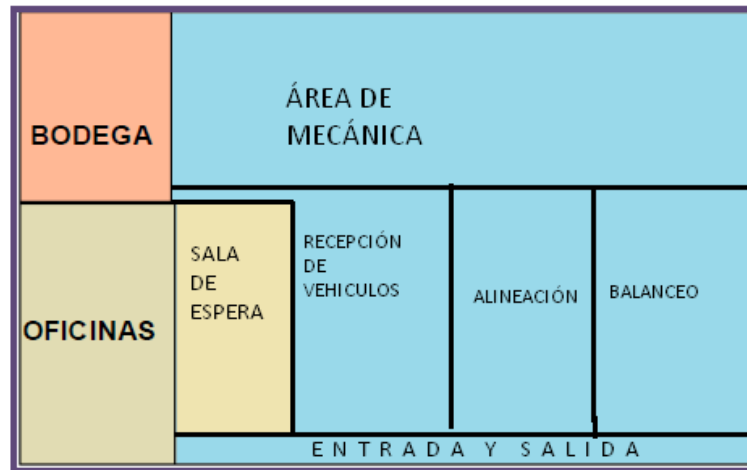 BODEGA
ÁREA DE
MECÁNICA
OFICINAS
SALA
DE
ESPERA
RECEPCIÓN
DE
VEHICULOS
ALINEACIÓN
BALANCEO
ENTRADA Y SALIDA